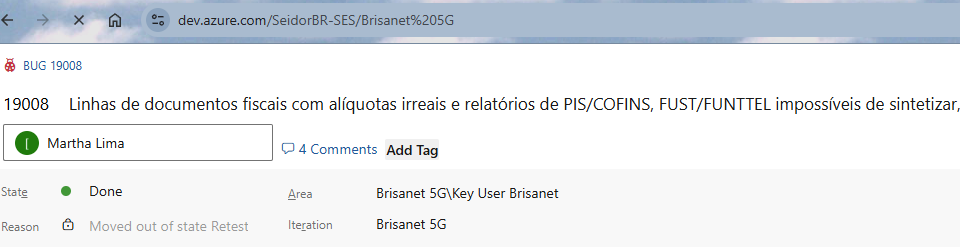 dev.azure.com/SeidorBR-SES/Brisanet%205G
BUG 19008
19008 Linhas de documentos fiscais com alíquotas irreais e relatórios de PIS/COFINS, FUST/FUNTTEL impossíveis de sintetizar,
[ Martha Lima
4 Comments Add Tag
State Done Area Brisanet 5G\Key User Brisanet
Reason Moved out of state Retest Iteration Brisanet 5G